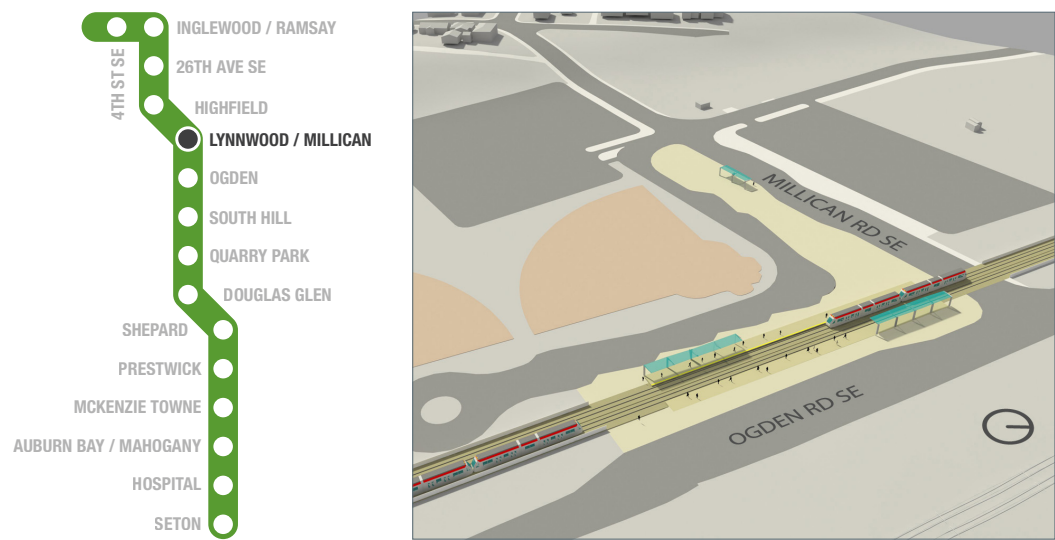 INGLEWOOD / RAMSAY
4TH ST SE
26TH AVE SE
HIGHFIELD
LYNNWOOD / MILLICAN
OGDEN
SOUTH HILL
QUARRY PARK
DOUGLAS GLEN
SHEPARD
PRESTWICK
MCKENZIE TOWNE
AUBURN BAY / MAHOGANY
HOSPITAL
SETON
MILLICAN RD SE
OGDEN RD SE